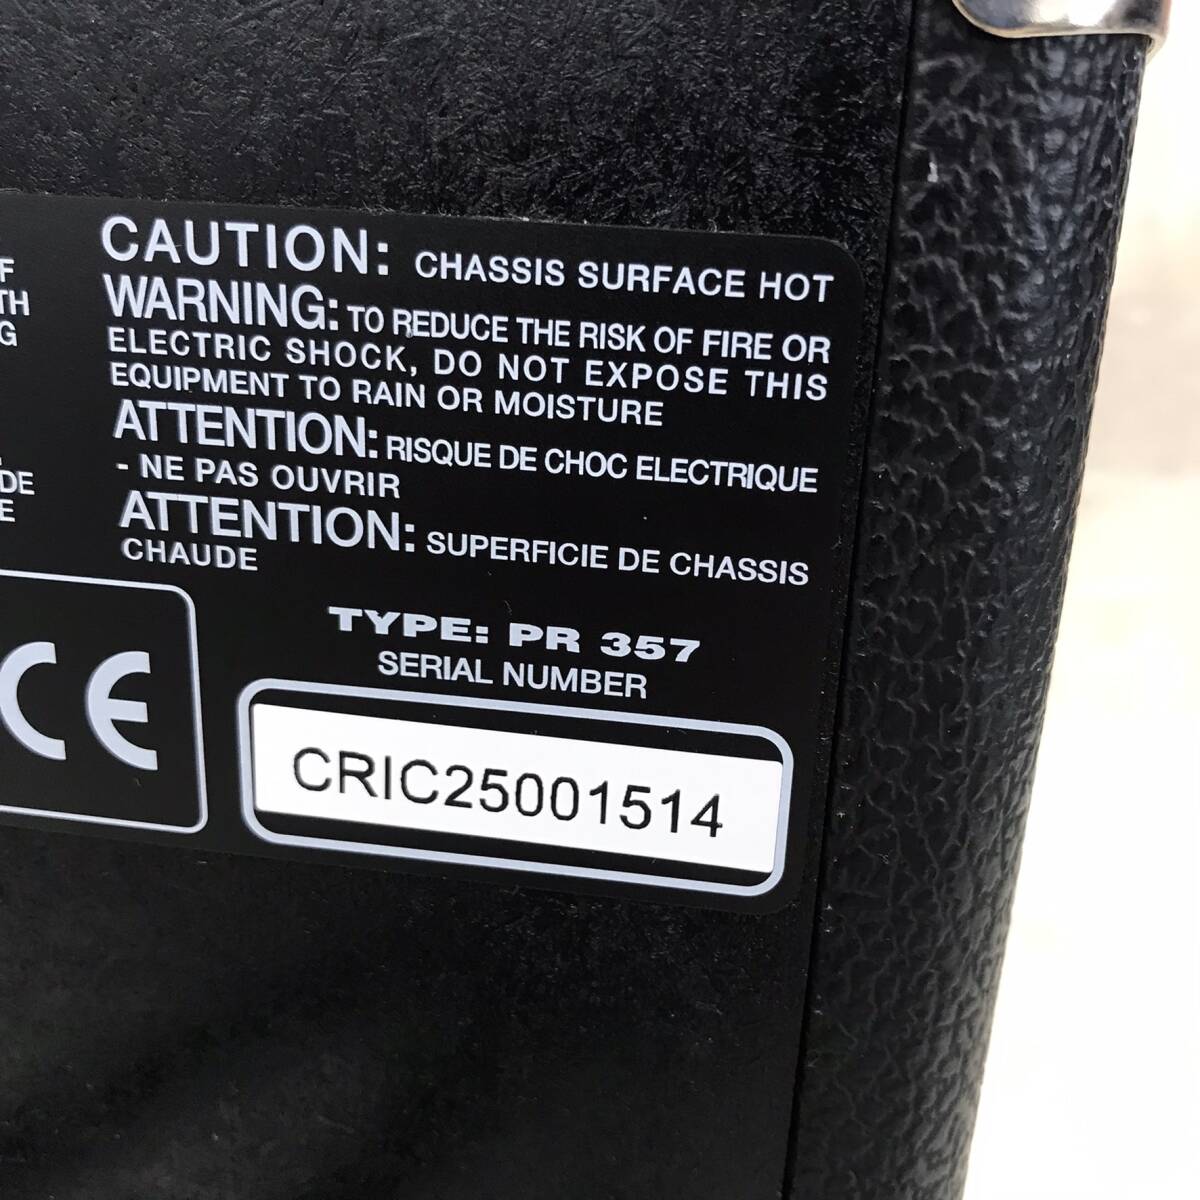 F
TH
G
DE
E
CAUTION: CHASSIS SURFACE HOT
WARNING: TO REDUCE THE RISK OF FIRE OR
ELECTRIC SHOCK, DO NOT EXPOSE THIS
EQUIPMENT TO RAIN OR MOISTURE
ATTENTION: RISQUE DE CHOC ELECTRIQUE
- NE PAS OUVRIR
ATTENTION: SUPERFICIE DE CHASSIS
CHAUDE
CE
TYPE: PR 357
SERIAL NUMBER
CRIC25001514